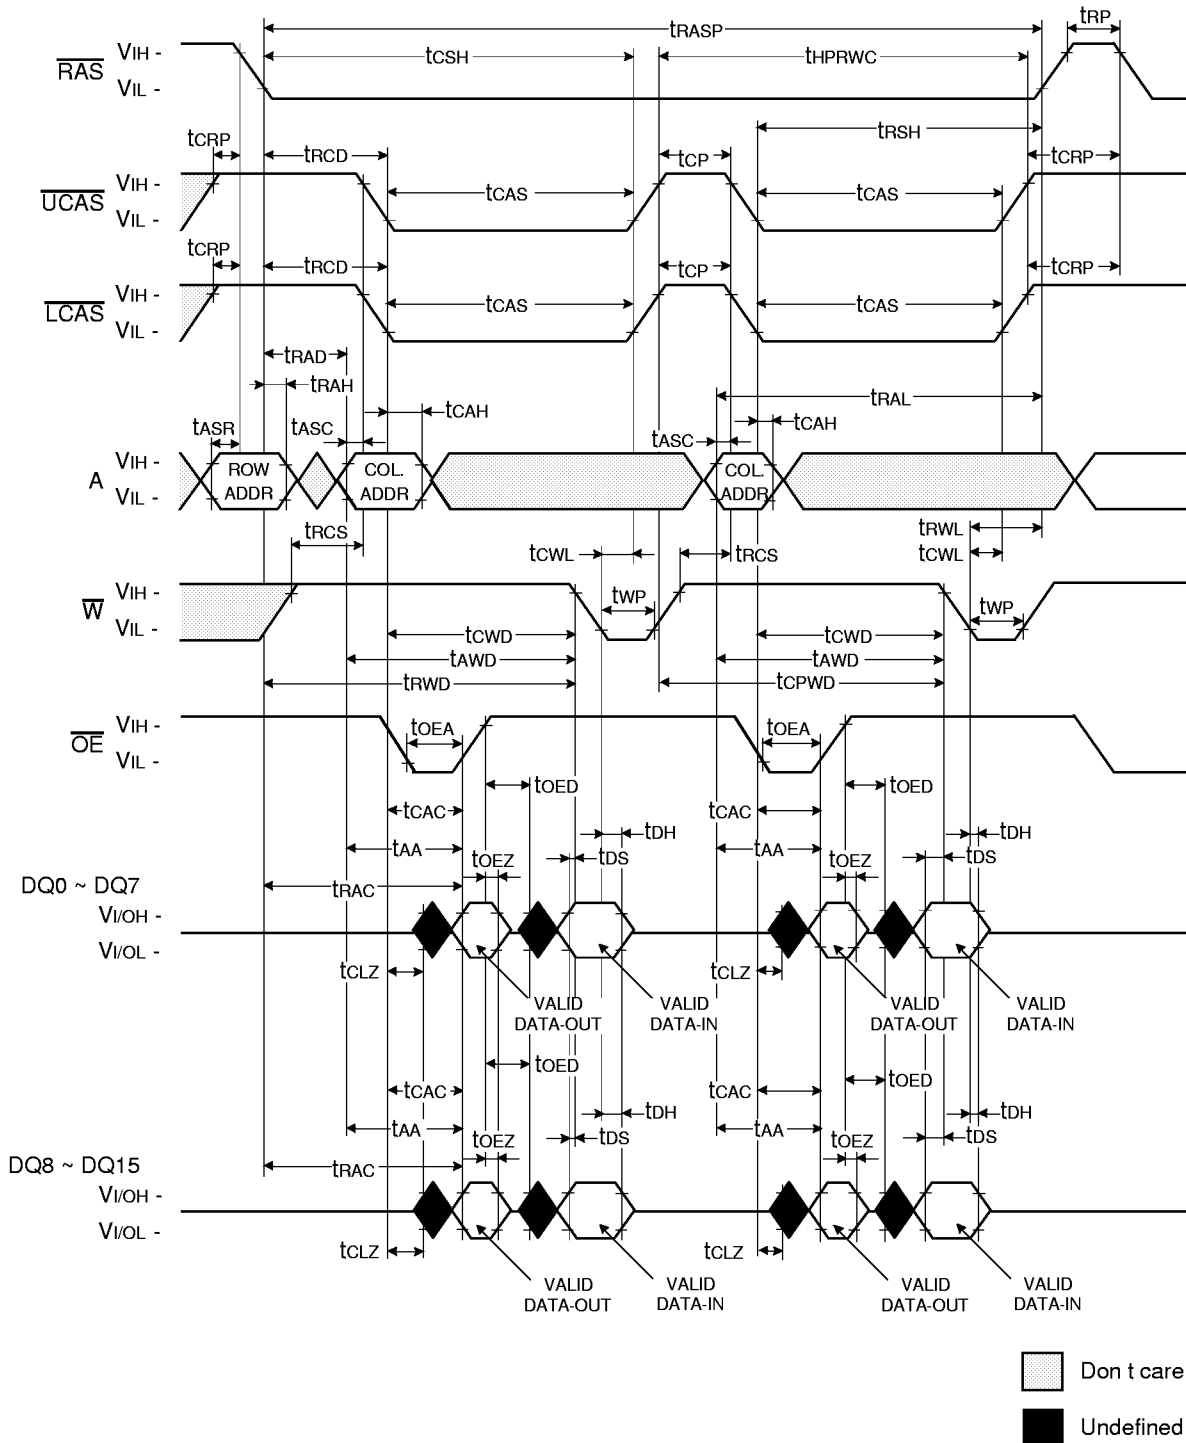 tRASP
tRP
tCSH
tHPRWC
RAS
VIH -
VIL -
tRSH
tCRP
tRCD
tCP
tCRP
UCAS
VIH -
VIL -
tCAS
tCAS
tCRP
tRCD
tCP
tCRP
LCAS
VIH -
VIL -
tCAS
tCAS
tRAD
tRAH
tRAL
tASR
tASC
tCAH
tASC
tCAH
A
VIH -
VIL -
ROW
ADDR
COL.
ADDR
COL.
ADDR
tRCS
tCWL
tRCS
tRWL
tCWL
W
VIH -
VIL -
tWP
tWP
tCWD
tCWD
tAWD
tAWD
tRWD
tCPWD
OE
VIH -
VIL -
tOEA
tOEA
tOED
tOED
tCAC
tCAC
tDH
tDH
tAA
tOEZ
tDS
tAA
tOEZ
tDS
DQ0 ~ DQ7
tRAC
VI/OH -
VI/OL -
tCLZ
tCLZ
VALID
DATA-OUT
VALID
DATA-IN
VALID
DATA-OUT
VALID
DATA-IN
tOED
tOED
tCAC
tCAC
tDH
tDH
tAA
tOEZ
tDS
tAA
tOEZ
tDS
DQ8 ~ DQ15
tRAC
VI/OH -
VI/OL -
tCLZ
tCLZ
VALID
DATA-OUT
VALID
DATA-IN
VALID
DATA-OUT
VALID
DATA-IN
Don t care
Undefined